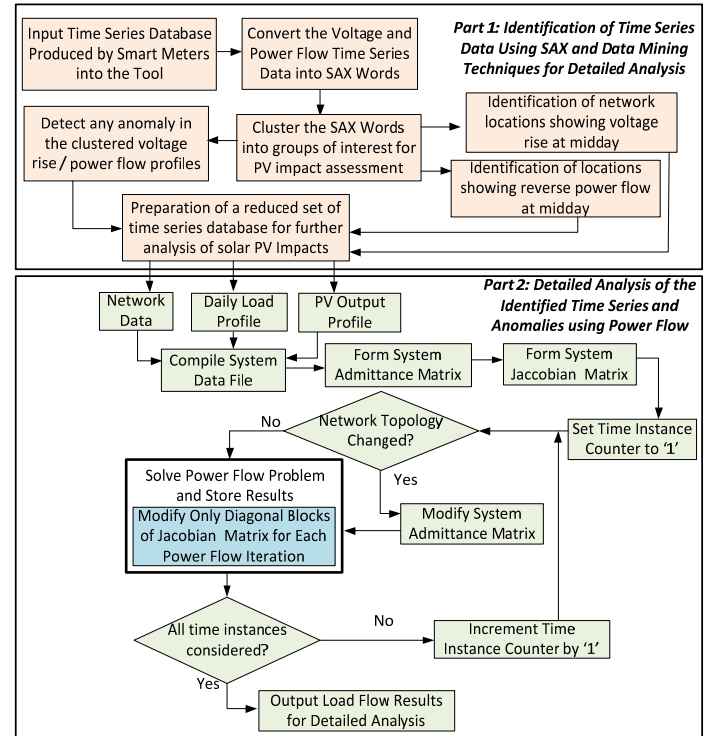 Part 1: Identification of Time Series
Data Using SAX and Data Mining
Techniques for Detailed Analysis
Input Time Series Database
Produced by Smart Meters
into the Tool
Convert the Voltage and
Power Flow Time Series
Data into SAX Words
Detect any anomaly in
the clustered voltage
rise / power flow profiles
Cluster the SAX Words
into groups of interest for
PV impact assessment
Identification of network
locations showing voltage
rise at midday
Identification of locations
showing reverse power flow
at midday
Preparation of a reduced set of
time series database for further
analysis of solar PV Impacts
Part 2: Detailed Analysis of the
Identified Time Series and
Anomalies using Power Flow
Network
Data
Daily Load
Profile
PV Output
Profile
Compile System
Data File
Form System
Admittance Matrix
Form System
Jaccobian Matrix
Set Time Instance
Counter to ‘1’
Network Topology
Changed?
No
Yes
Solve Power Flow Problem
and Store Results
Modify Only Diagonal Blocks
of Jacobian Matrix for Each
Power Flow Iteration
Modify System
Admittance Matrix
All time instances
considered?
No
Increment Time
Instance Counter by ‘1’
Yes
Output Load Flow Results
for Detailed Analysis